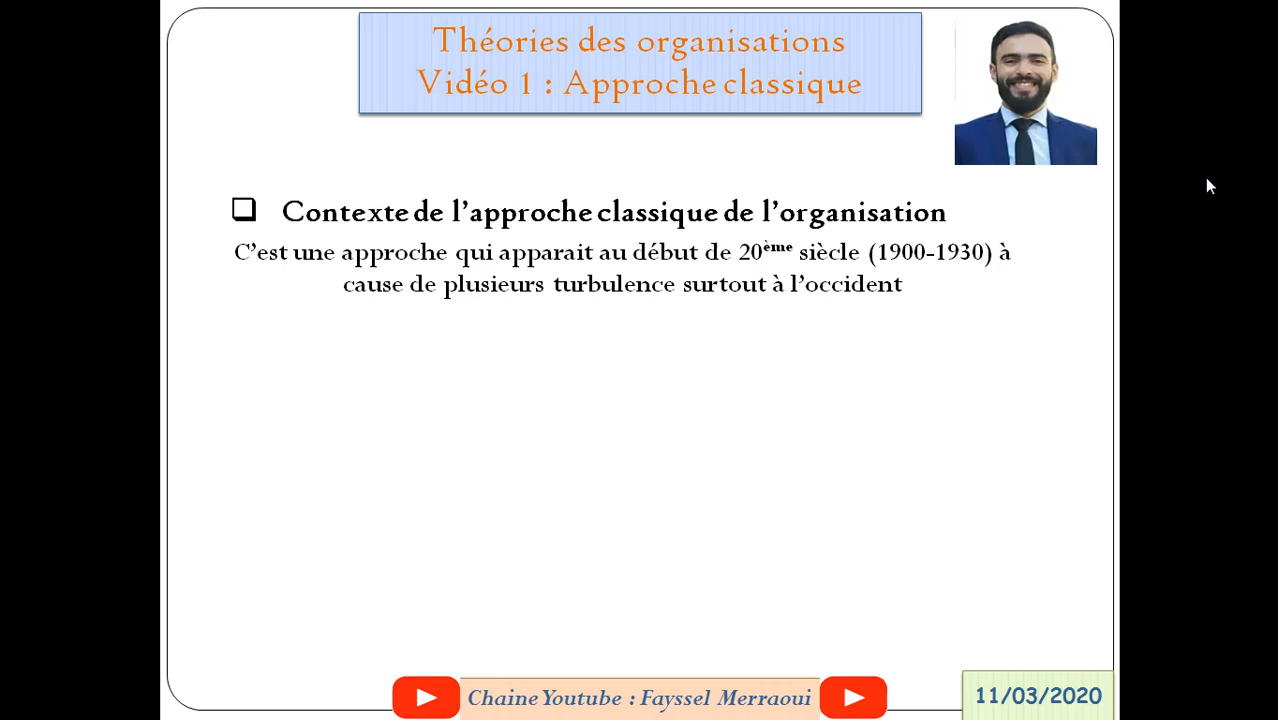 Théories des organisations
Vidéo 1 : Approche classique
Contexte de l’approche classique de l’organisation
C’est une approche qui apparait au début de 20ème siècle (1900-1930) à
cause de plusieurs turbulence surtout à l’occident
Chaine Youtube : Fayssel Merraoui
11/03/2020